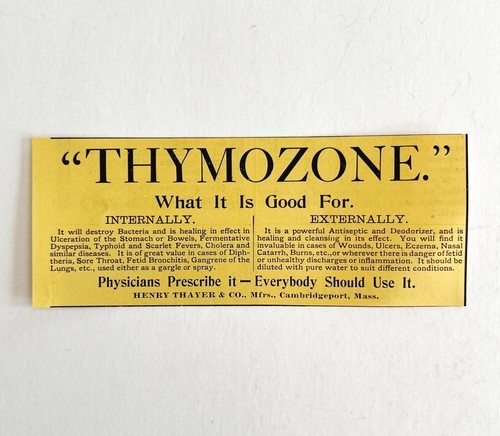 "THYMOZONE."
What It Is Good For.
INTERNALLY.
It will destroy Bacteria and is healing in effect in
Ulceration of the Stomach or Bowels, Fermentative
Dyspepsia, Typhoid and Scarlet Fevers, Cholera and
similar diseases. It is of great value in cases of Diph-
theria, Sore Throat, Fetid Bronchitis, Gangrene of the
Lungs, etc., used either as a gargle or spray.
EXTERNALLY.
It is a powerful Antiseptic and Deodorizer, and is
healing and cleansing in its effect. You will find it
invaluable in cases of Wounds, Ulcers, Eczema, Nasal
Catarrh, Burns, etc., or wherever there is danger of fetid
or unhealthy discharges or inflammation. It should be
diluted with pure water to suit different conditions.
Physicians Prescribe it — Everybody Should Use It.
HENRY THAYER & CO., Mfrs., Cambridgeport, Mass.